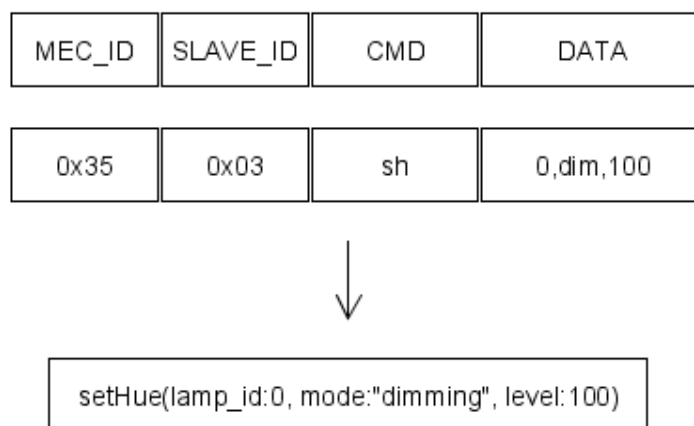 MEC_ID SLAVE_ID CMD DATA
0x35 0x03 sh 0,dim,100
setHue(lamp_id:0, mode:"dimming", level:100)